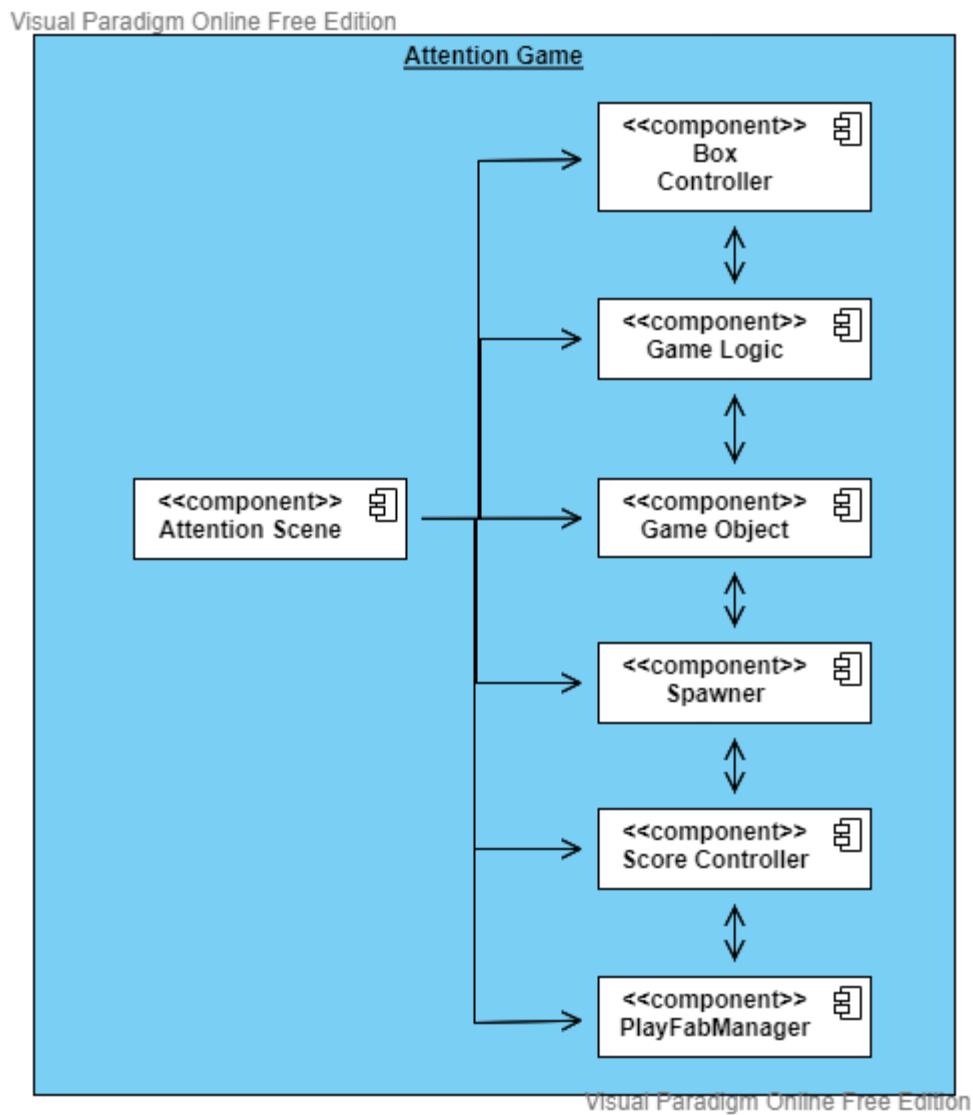 Visual Paradigm Online Free Edition
Attention Game
<<component>>
Box
Controller
<<component>>
Game Logic
<<component>>
Attention Scene
<<component>>
Game Object
<<component>>
Spawner
<<component>>
Score Controller
<<component>>
PlayFabManager
Visual Paradigm Online Free Edition